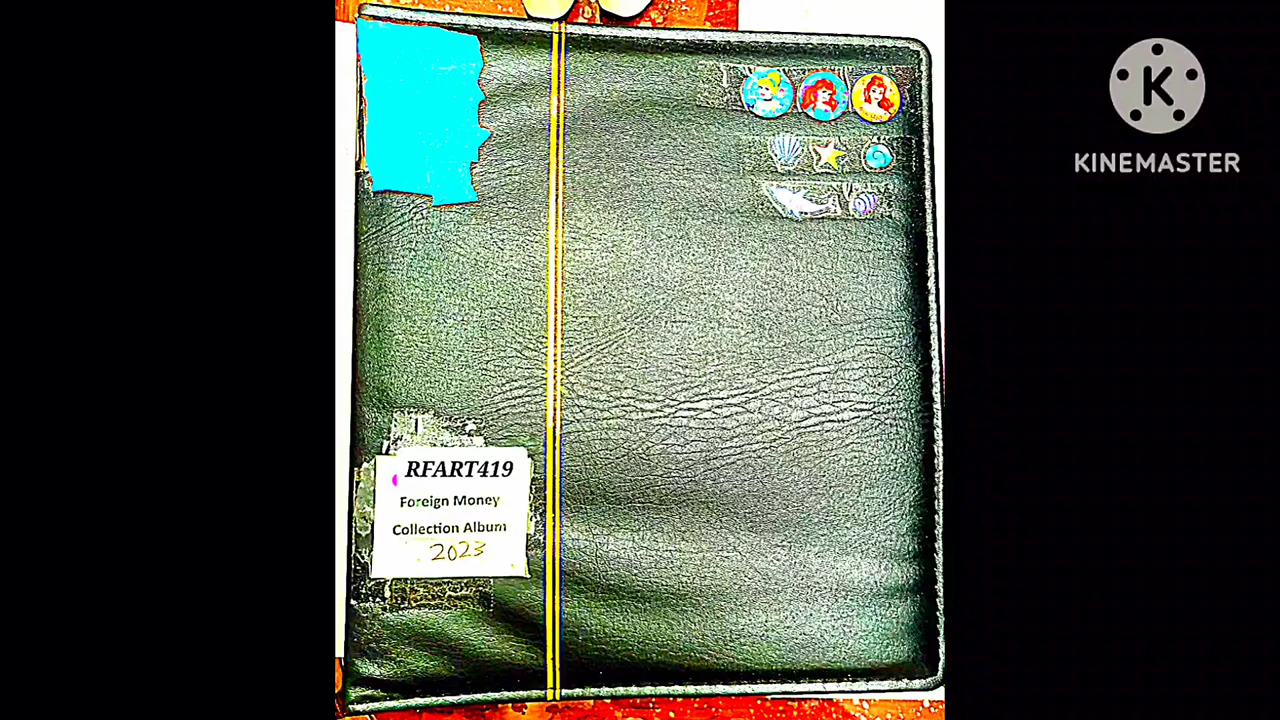 K
KINEMASTER
RFART419
Foreign Money
Collection Album
2023